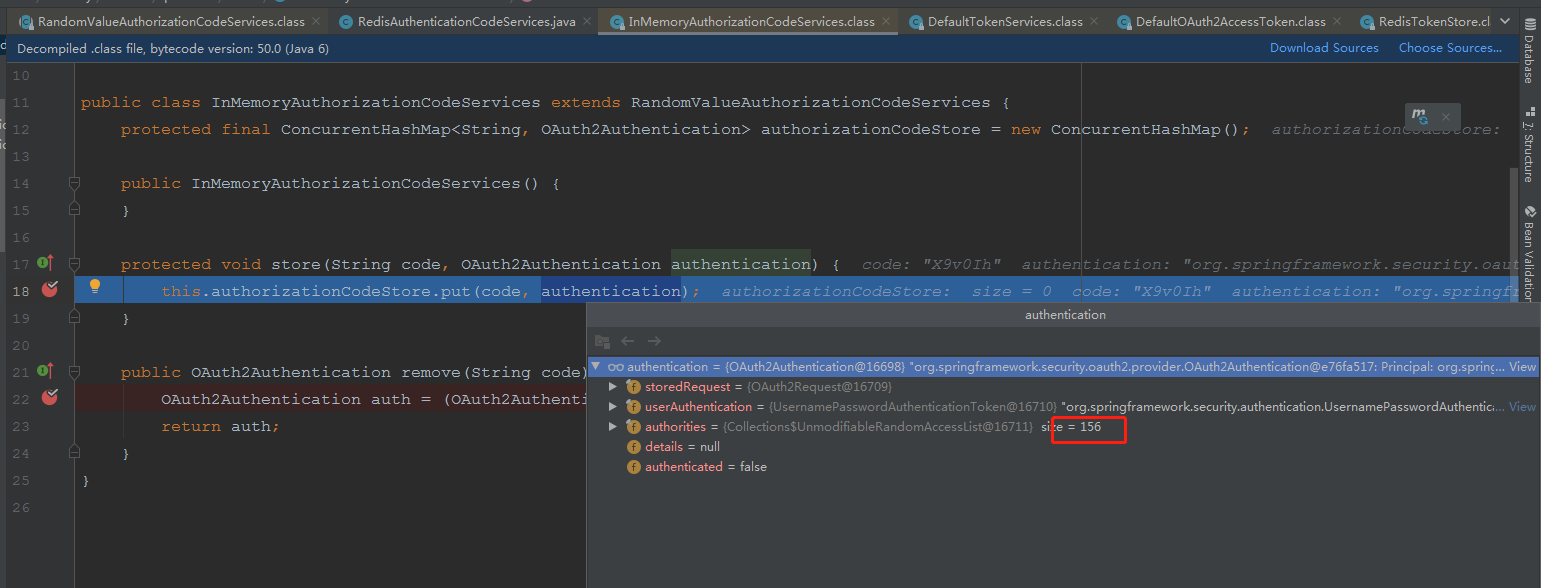 RandomValueAuthorizationCodeServices.class RedisAuthenticationCodeServices.java InMemoryAuthorizationCodeServices.class DefaultTokenServices.class DefaultOAuth2AccessToken.class RedisTokenStore.cl
Decompiled .class file, bytecode version: 50.0 (Java 6) Download Sources Choose Sources...
10
11 public class InMemoryAuthorizationCodeServices extends RandomValueAuthorizationCodeServices {
12 protected final ConcurrentHashMap<String, OAuth2Authentication> authorizationCodeStore = new ConcurrentHashMap(); authorizationCodeStore:
13
14 public InMemoryAuthorizationCodeServices() {
15 }
16
17 protected void store(String code, OAuth2Authentication authentication) { code: "X9v0Ih" authentication: "org.springframework.security.oaut
18 this.authorizationCodeStore.put(code, authentication); authorizationCodeStore: size = 0 code: "X9v0Ih" authentication: "org.springfr
19 }
authentication
20
21 public OAuth2Authentication remove(String code)
22 OAuth2Authentication auth = (OAuth2Authenti
23 return auth;
24 }
25 }
26
authentication = {OAuth2Authentication@16698} "org.springframework.security.oauth2.provider.OAuth2Authentication@e76fa517: Principal: org.spring... View
storedRequest = {OAuth2Request@16709}
userAuthentication = {UsernamePasswordAuthenticationToken@16710} "org.springframework.security.authentication.UsernamePasswordAuthentica... View
authorities = {Collections$UnmodifiableRandomAccessList@16711} size = 156
details = null
authenticated = false
Database
7: Structure
Bean Validation